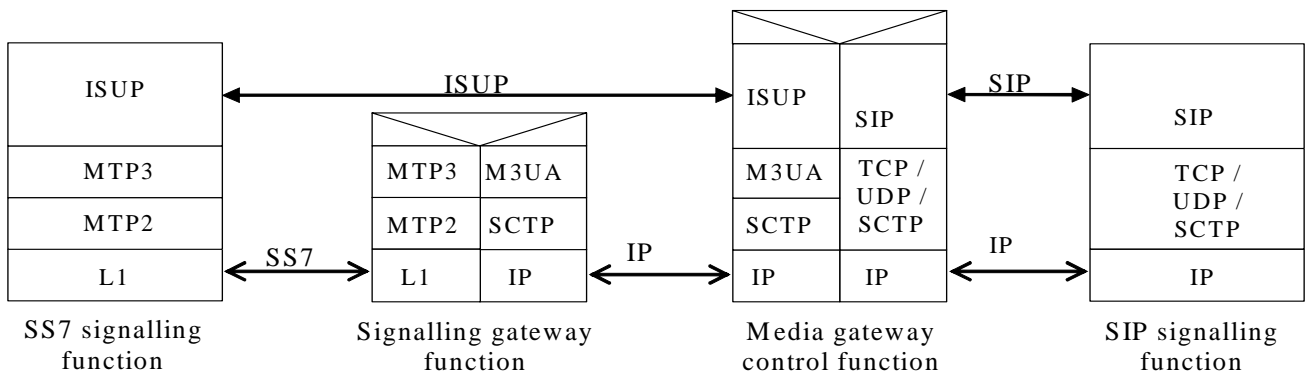 ISUP
MTP3
MTP2
L1
SS7 signalling
function
ISUP
SS7
MTP3
M3UA
MTP2
SCTP
L1
IP
Signalling gateway
function
IP
ISUP
M3UA
SCTP
IP
SIP
TCP /
UDP /
SCTP
IP
Media gateway
control function
SIP
IP
SIP
TCP /
UDP /
SCTP
IP
SIP signalling
function